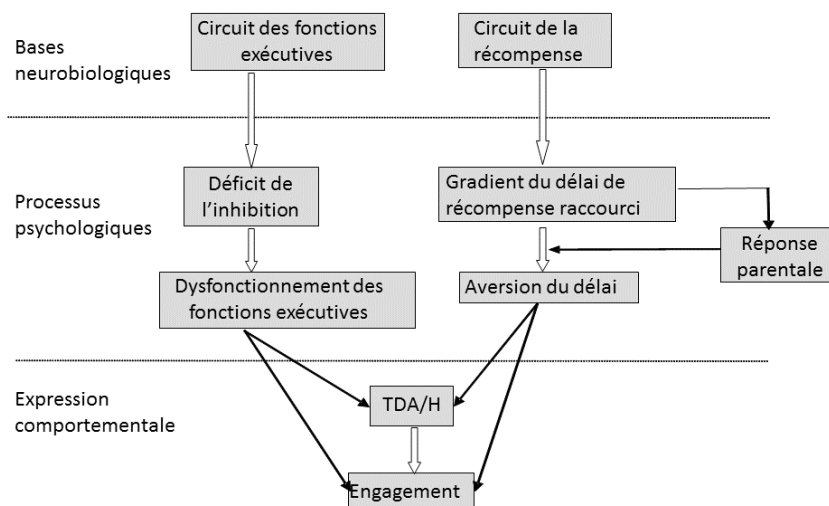 Bases
neurobiologiques
Circuit des fonctions
exécutives
Circuit de la
récompense
Processus
psychologiques
Déficit de
l’inhibition
Gradient du délai de
récompense raccourci
Réponse
parentale
Dysfonctionnement des
fonctions exécutives
Aversion du délai
Expression
comportementale
TDA/H
Engagement